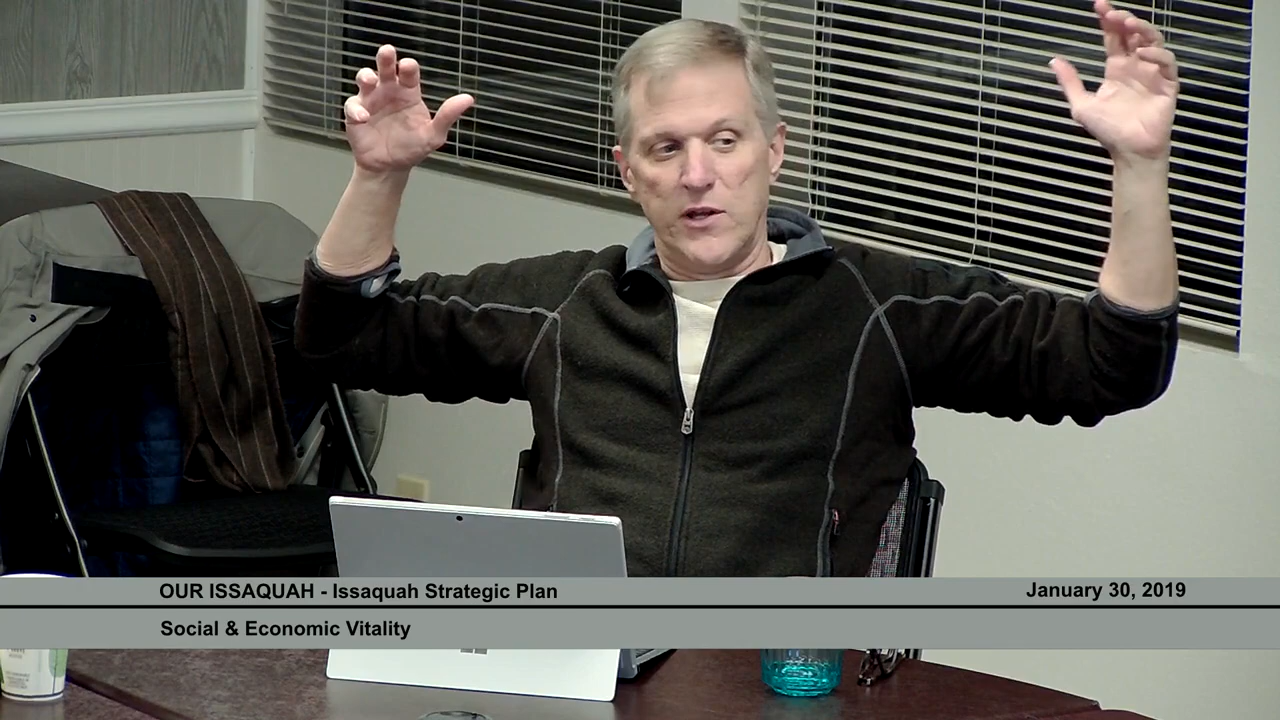 OUR ISSAQUAH - Issaquah Strategic Plan
January 30, 2019
Social & Economic Vitality